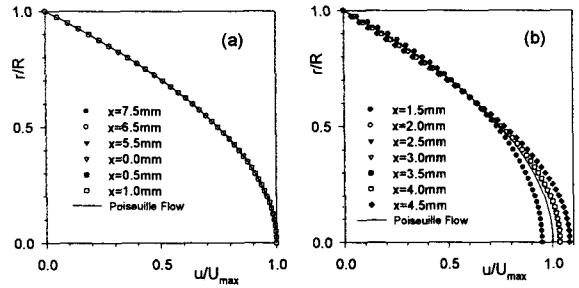 (a)
r/R
1.0
0.5
0.0
x=7.5mm
x=6.5mm
x=5.5mm
x=0.0mm
x=0.5mm
x=1.0mm
Poiseuille Flow
0.0
0.5
1.0
u/Umax
(b)
r/R
1.0
0.5
0.0
x=1.5mm
x=2.0mm
x=2.5mm
x=3.0mm
x=3.5mm
x=4.0mm
x=4.5mm
Poiseuille Flow
0.0
0.5
1.0
u/Umax